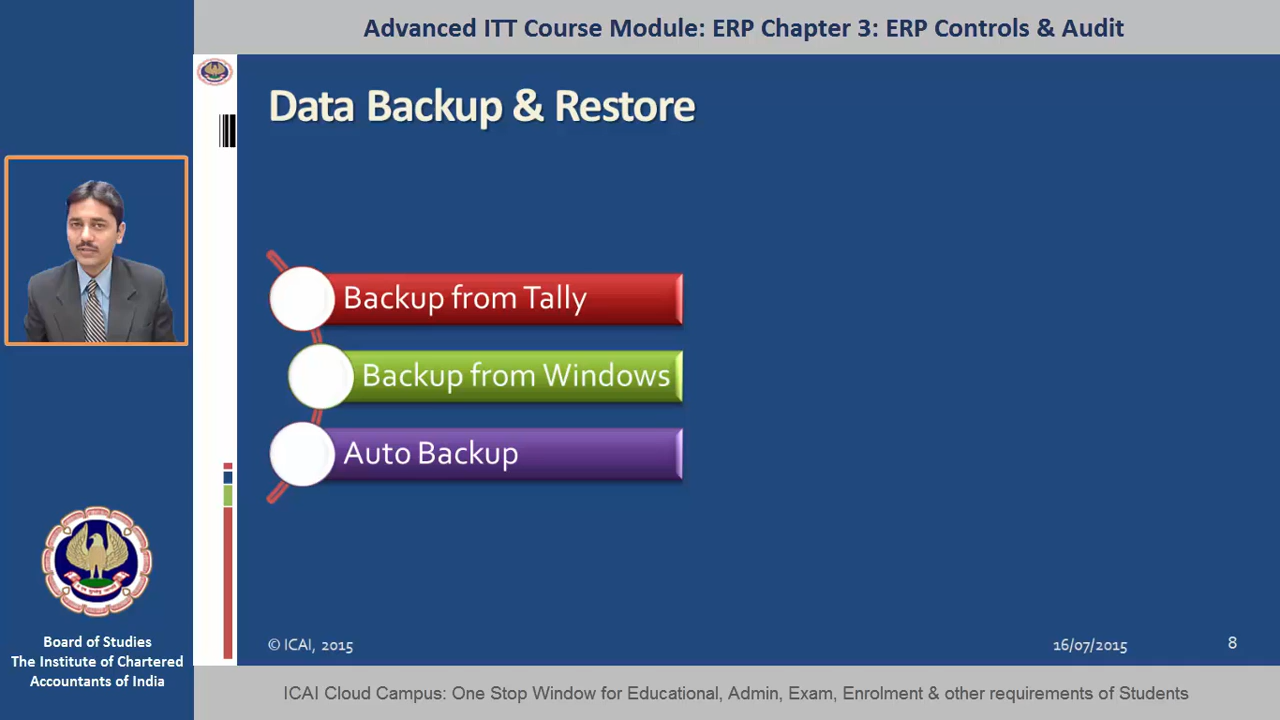 Advanced ITT Course Module: ERP Chapter 3: ERP Controls & Audit
Data Backup & Restore
Backup from Tally
Backup from Windows
Auto Backup
Board of Studies
The Institute of Chartered
Accountants of India
© ICAI, 2015
16/07/2015
8
ICAI Cloud Campus: One Stop Window for Educational, Admin, Exam, Enrolment & other requirements of Students